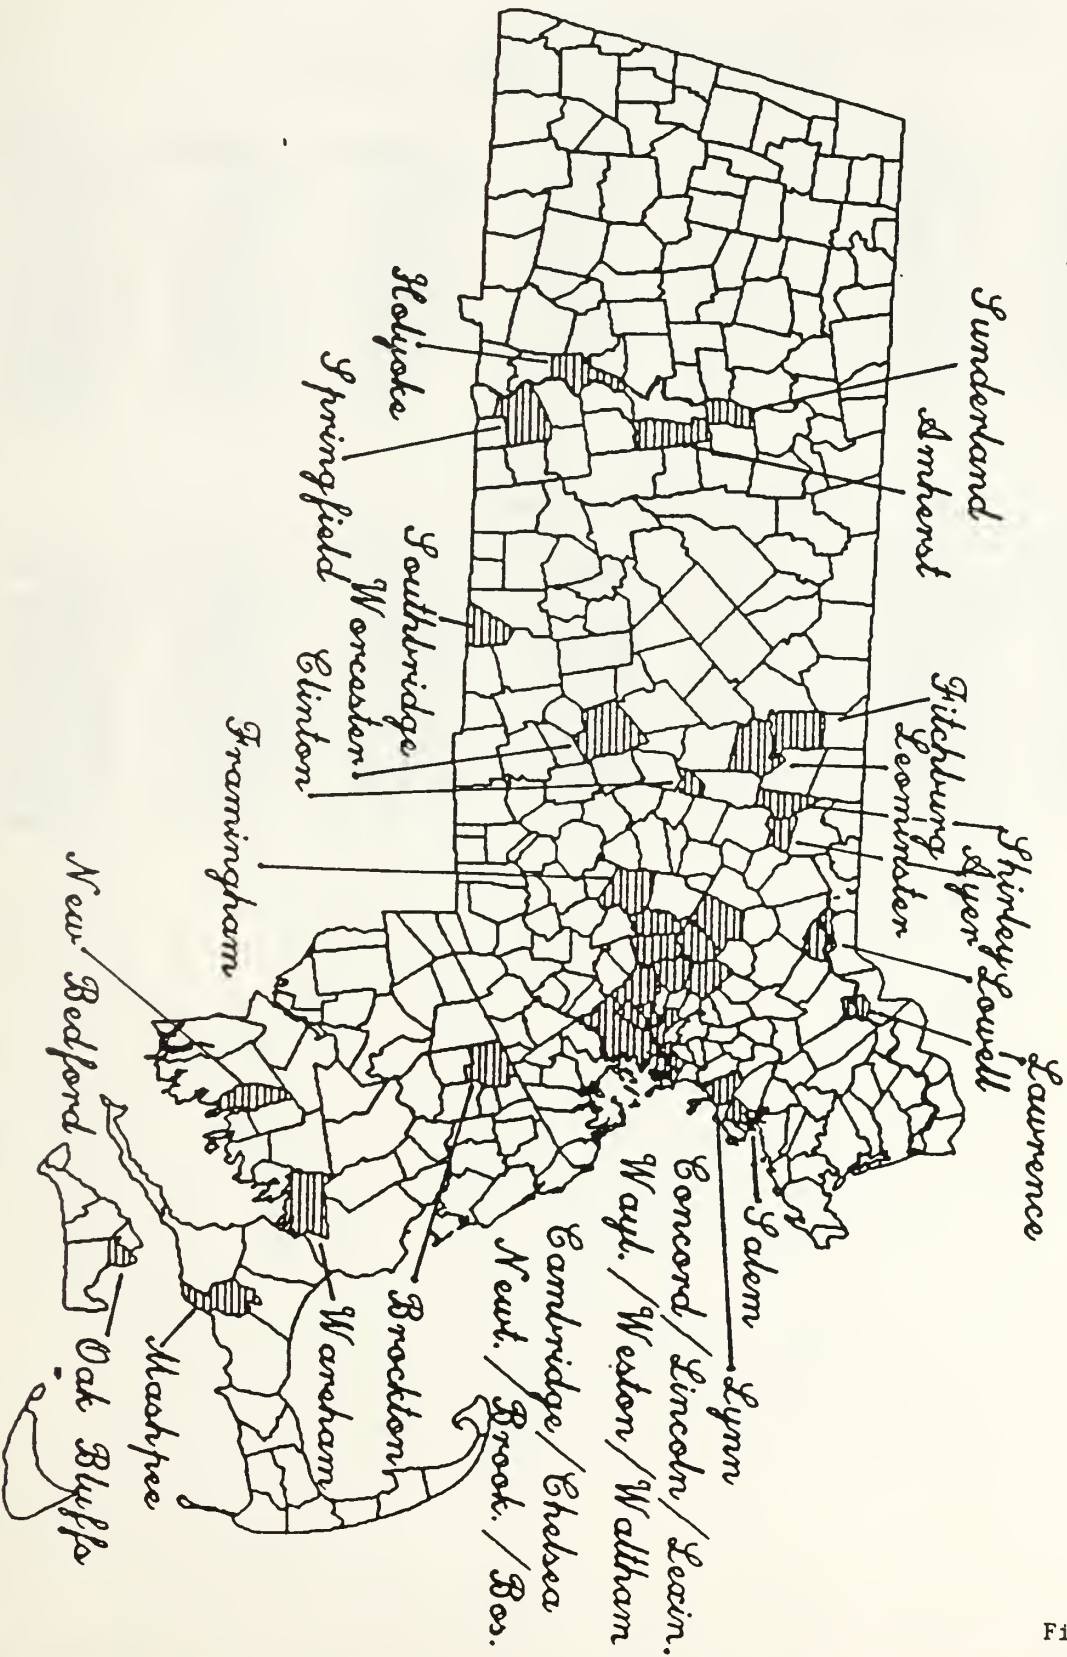 Sunderland
Amherst
Holyoke
Springfield
Southbridge
Worcester
Clinton
Fitchburg
Leominster
Shirley
Ayer
Lowell
Lawrence
Framingham
New Bedford
Salem
Lynn
Concord/Lincoln/Lexin.
Wayl./Weston/Waltham
Cambridge/Chelsea
Newt./Brook./Bos.
Brockton
Wareham
Mashpee
Oak Bluffs
Fi